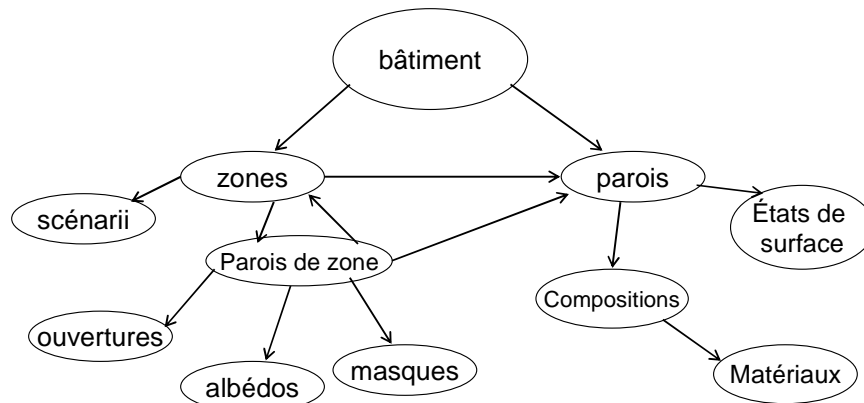 bâtiment
zones
parois
scénarii
États de
surface
Parois de zone
Compositions
ouvertures
masques
albédos
Matériaux